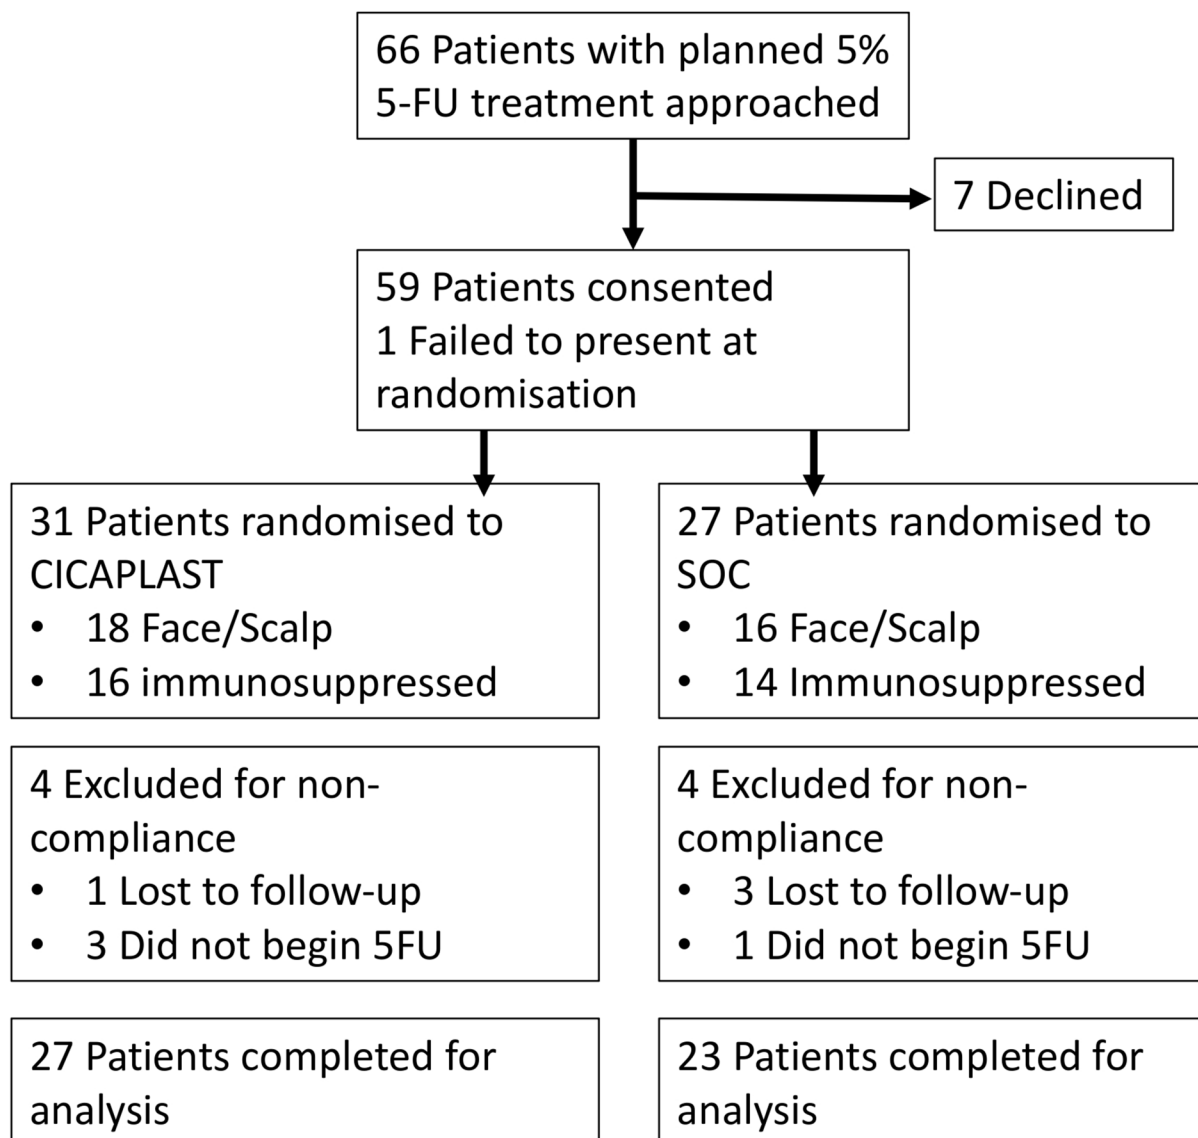 66 Patients with planned 5%
5-FU treatment approached
7 Declined
59 Patients consented
1 Failed to present at
randomisation
31 Patients randomised to
CICAPLAST
• 18 Face/Scalp
• 16 immunosuppressed
27 Patients randomised to
SOC
• 16 Face/Scalp
• 14 Immunosuppressed
4 Excluded for non-
compliance
• 1 Lost to follow-up
• 3 Did not begin 5FU
4 Excluded for non-
compliance
• 3 Lost to follow-up
• 1 Did not begin 5FU
27 Patients completed for
analysis
23 Patients completed for
analysis